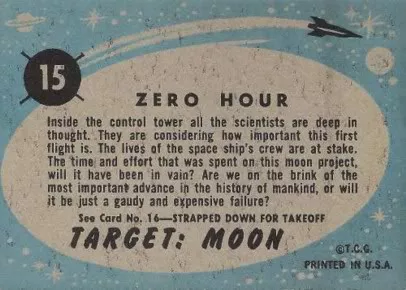 15
ZERO HOUR
Inside the control tower all the scientists are deep in
thought. They are considering how important this first
flight is. The lives of the space ship's crew are at stake.
The time and effort that was spent on this moon project,
will it have been in vain? Are we on the brink of the
most important advance in the history of mankind, or will
it be just a gaudy and expensive failure?
See Card No. 16—STRAPPED DOWN FOR TAKEOFF
TARGET: MOON
©T.C.G.
PRINTED IN U.S.A.